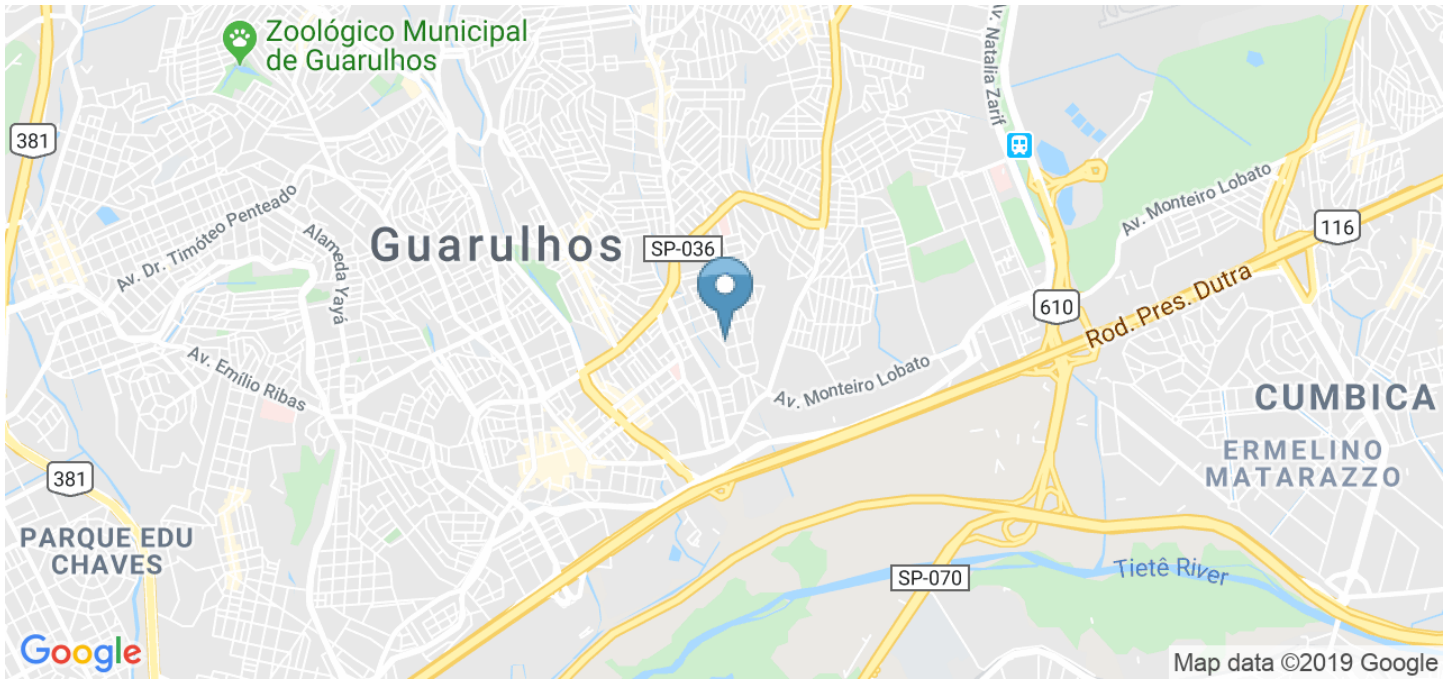 Zoológico Municipal
de Guarulhos
Av. Natalia Zarif
381
Av. Monteiro Lobato
Av. Dr. Timóteo Penteado
Alameda Yayá
Guarulhos
SP-036
116
Rod. Pres. Dutra
610
Av. Emílio Ribas
Av. Monteiro Lobato
CUMBICA
ERMELINO
MATARAZZO
381
PARQUE EDU
CHAVES
SP-070
Tietê River
Google
Map data ©2019 Google